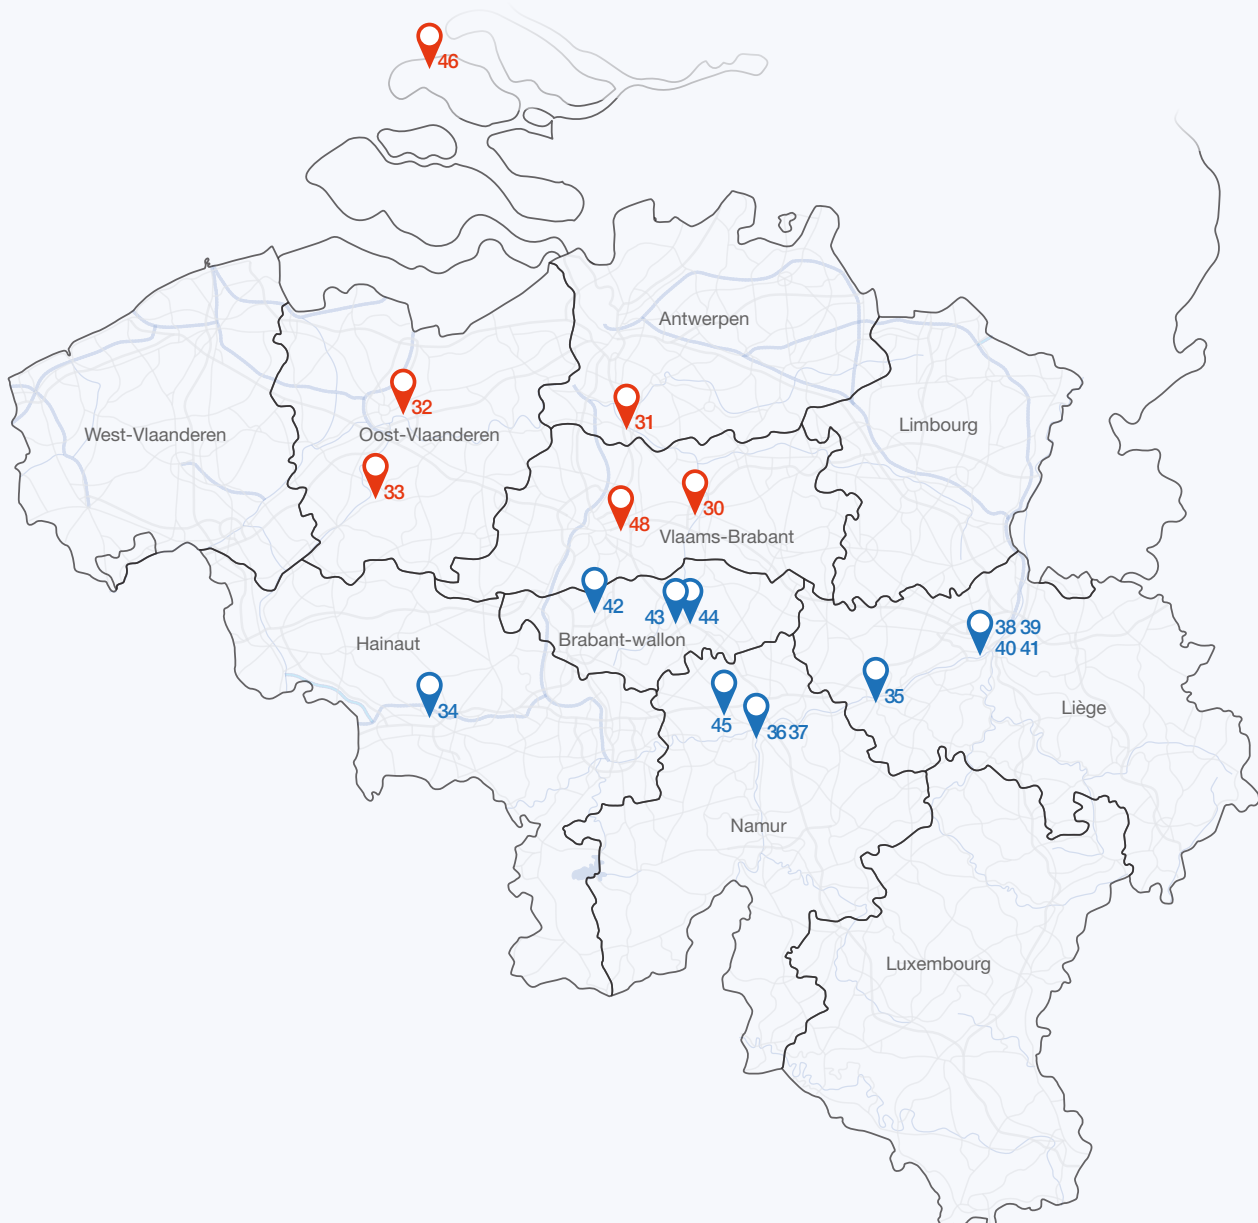 46
Antwerpen
32
31
Limbourg
West-Vlaanderen
Oost-Vlaanderen
33
30
48
Vlaams-Brabant
42
43
44
38 39
Hainaut
Brabant-wallon
40 41
35
34
Liège
45
36 37
Namur
Luxembourg